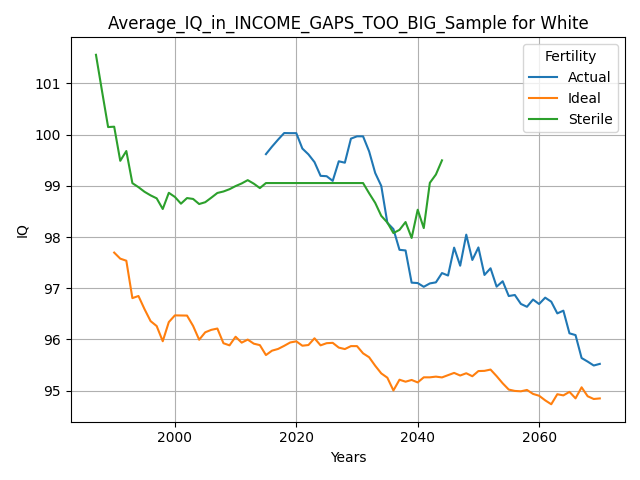 Average_IQ_in_INCOME_GAPS_TOO_BIG_Sample for White
Fertility
Actual
Ideal
Sterile
101
100
99
98
97
96
95
IQ
2000
2020
2040
2060
Years